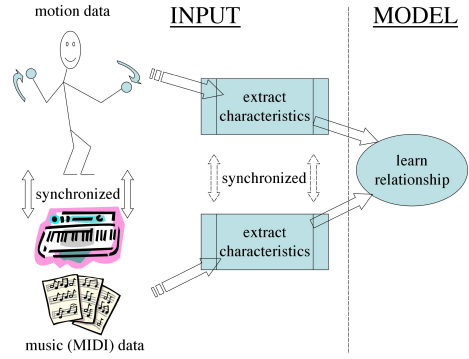 motion data
INPUT
MODEL
extract
characteristics
learn
relationship
synchronized
synchronized
extract
characteristics
music (MIDI) data